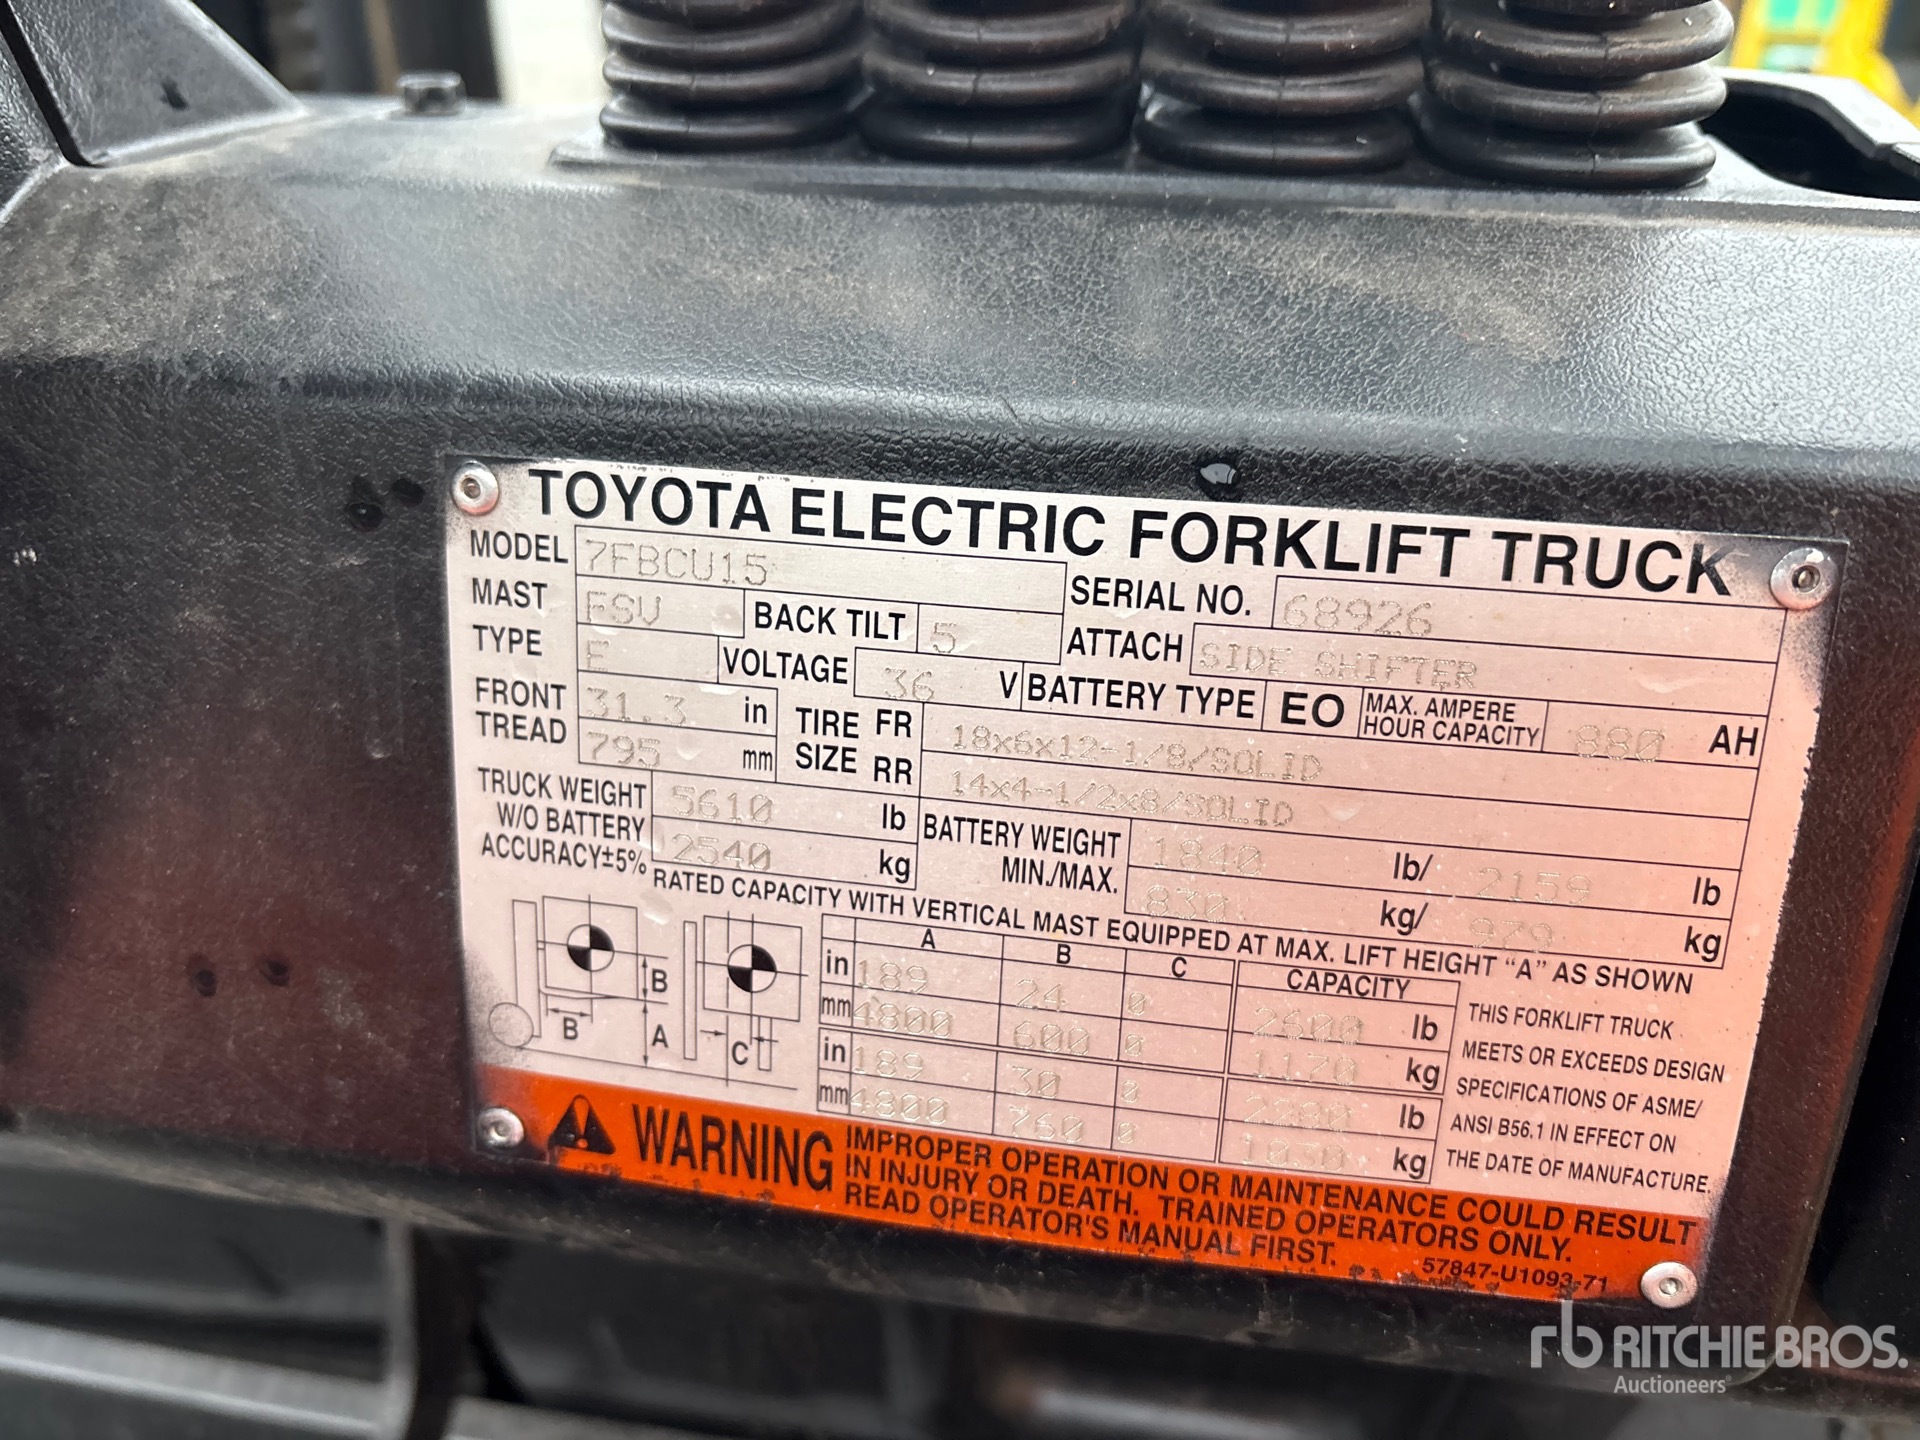 TOYOTA ELECTRIC FORKLIFT TRUCK
MODEL 7FBCU15 SERIAL NO. 68926
MAST FSV BACK TILT 5 ATTACH SIDE SHIFTER
TYPE E VOLTAGE 36 V BATTERY TYPE EO MAX. AMPERE HOUR CAPACITY 880 AH
FRONT TREAD 31.3 in
795 mm
TIRE SIZE FR 18x6x12-1/8/SOLID
RR 14x4-1/2x8/SOLID
TRUCK WEIGHT W/O BATTERY ACCURACY±5% 5610 lb
2540 kg
BATTERY WEIGHT MIN./MAX. 1840 lb/ 2159 lb
830 kg/ 979 kg
RATED CAPACITY WITH VERTICAL MAST EQUIPPED AT MAX. LIFT HEIGHT "A" AS SHOWN
A B C CAPACITY
in 189 24 0 2600 lb
mm 4800 600 0 1170 kg
in 189 30 0 2280 lb
mm 4800 760 0 1030 kg
B B A C
THIS FORKLIFT TRUCK
MEETS OR EXCEEDS DESIGN
SPECIFICATIONS OF ASME/
ANSI B56.1 IN EFFECT ON
THE DATE OF MANUFACTURE.
WARNING IMPROPER OPERATION OR MAINTENANCE COULD RESULT
IN INJURY OR DEATH. TRAINED OPERATORS ONLY.
READ OPERATOR'S MANUAL FIRST.
57847-U1093-71
rb RITCHIE BROS.
Auctioneers